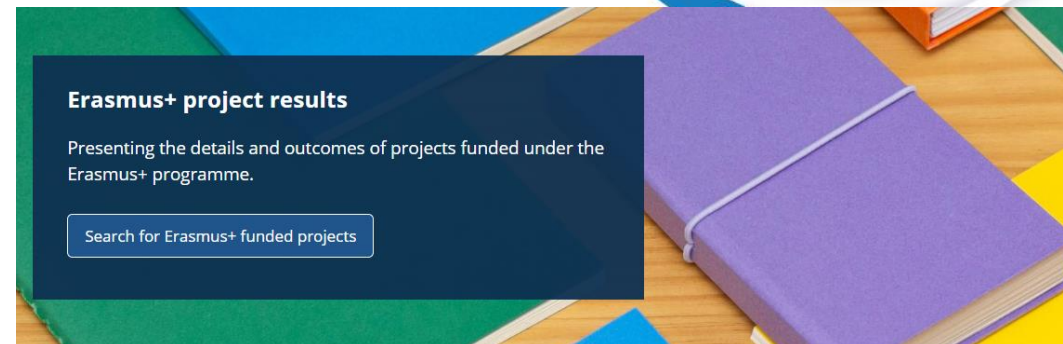 Erasmus+ project results
Presenting the details and outcomes of projects funded under the
Erasmus+ programme.
Search for Erasmus+ funded projects